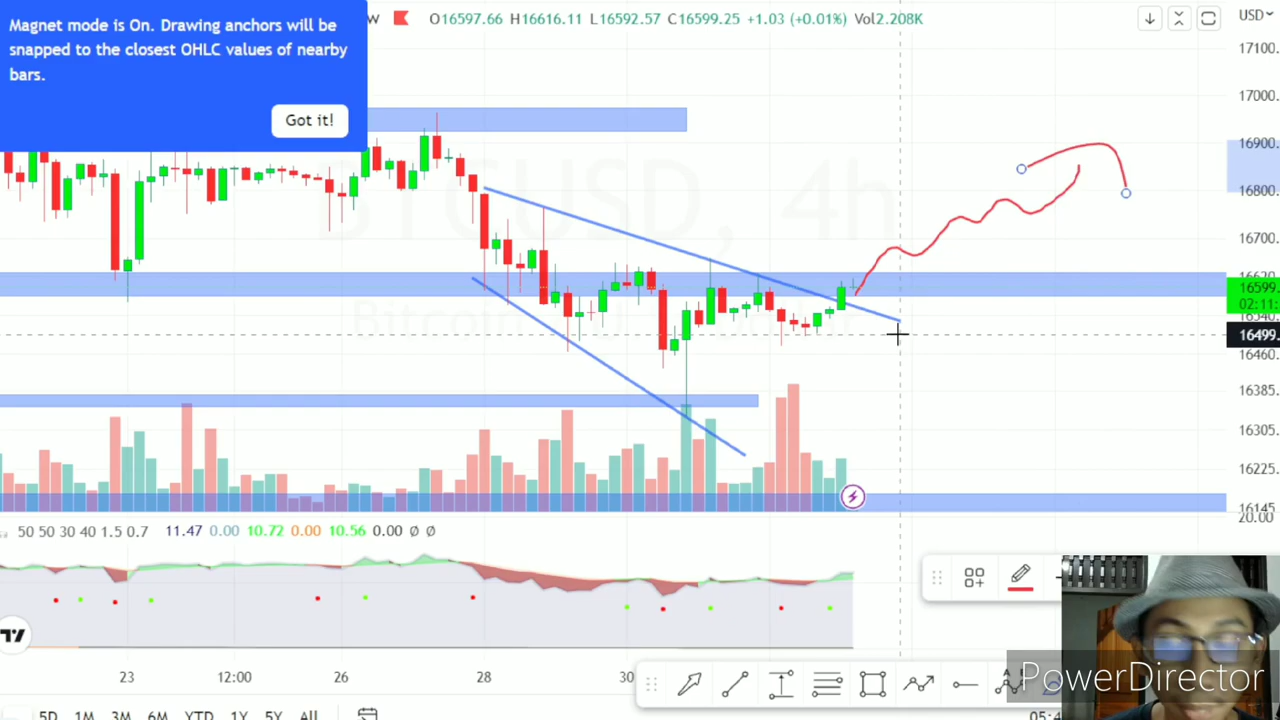 Magnet mode is On. Drawing anchors will be
snapped to the closest OHLC values of nearby
bars.
Got it!
O16597.66 H16616.11 L16592.57 C16599.25 +1.03 (+0.01%) Vol2.208K
USD
17100.
17000.
16900.
16800.
16700.
16620
16599.
02:11:
16540.
16499.
16460.
16385.
16305.
16225.
16145
20.00
BTCUSD, 4h
50 50 30 40 1.5 0.7 11.47 0.00 10.72 0.00 10.56 0.00 Ø Ø
23 12:00 26 28 30
PowerDirector
5D 1M 3M 6M YTD 1Y 5Y All